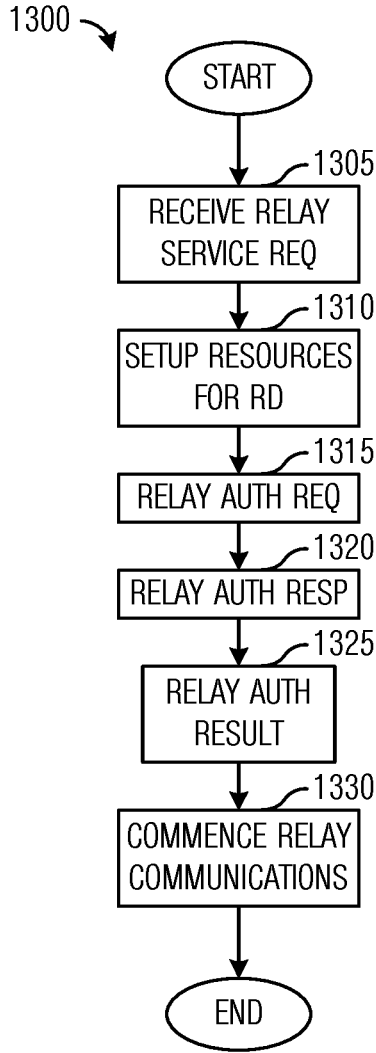 1300
START
1305
RECEIVE RELAY
SERVICE REQ
1310
SETUP RESOURCES
FOR RD
1315
RELAY AUTH REQ
1320
RELAY AUTH RESP
1325
RELAY AUTH
RESULT
1330
COMMENCE RELAY
COMMUNICATIONS
END